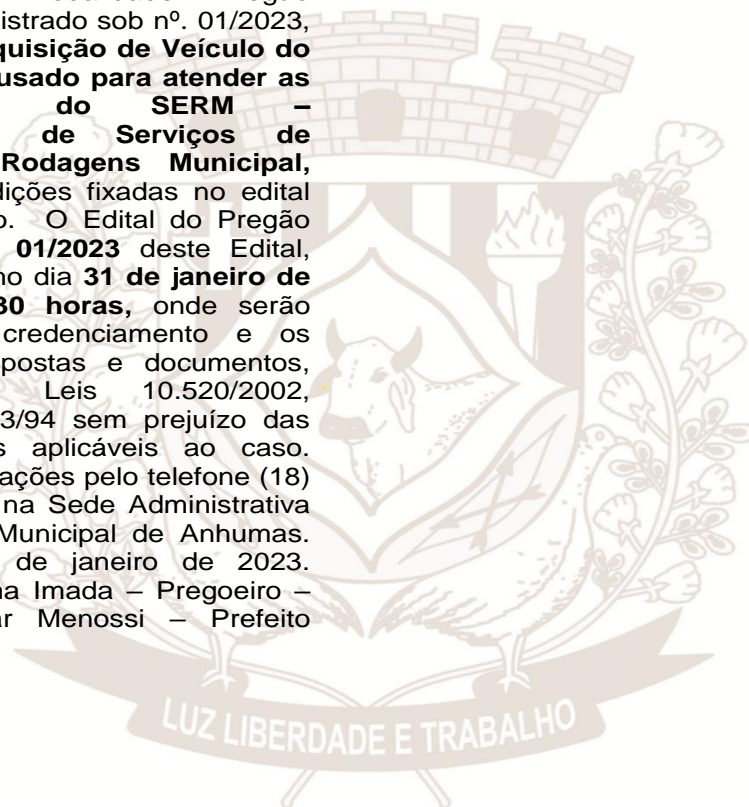 istrado sob nº. 01/2023,
quisição de Veículo do
usado para atender as
do SERM –
de Serviços de
Rodagens Municipal,
dições fixadas no edital
o. O Edital do Pregão
01/2023 deste Edital,
no dia 31 de janeiro de
30 horas, onde serão
credenciamento e os
postas e documentos,
Leis 10.520/2002,
3/94 sem prejuízo das
s aplicáveis ao caso.
ações pelo telefone (18)
na Sede Administrativa
Municipal de Anhumas.
de janeiro de 2023.
na Imada – Pregoeiro –
ar Menossi – Prefeito
LUZ LIBERDADE E TRABALHO